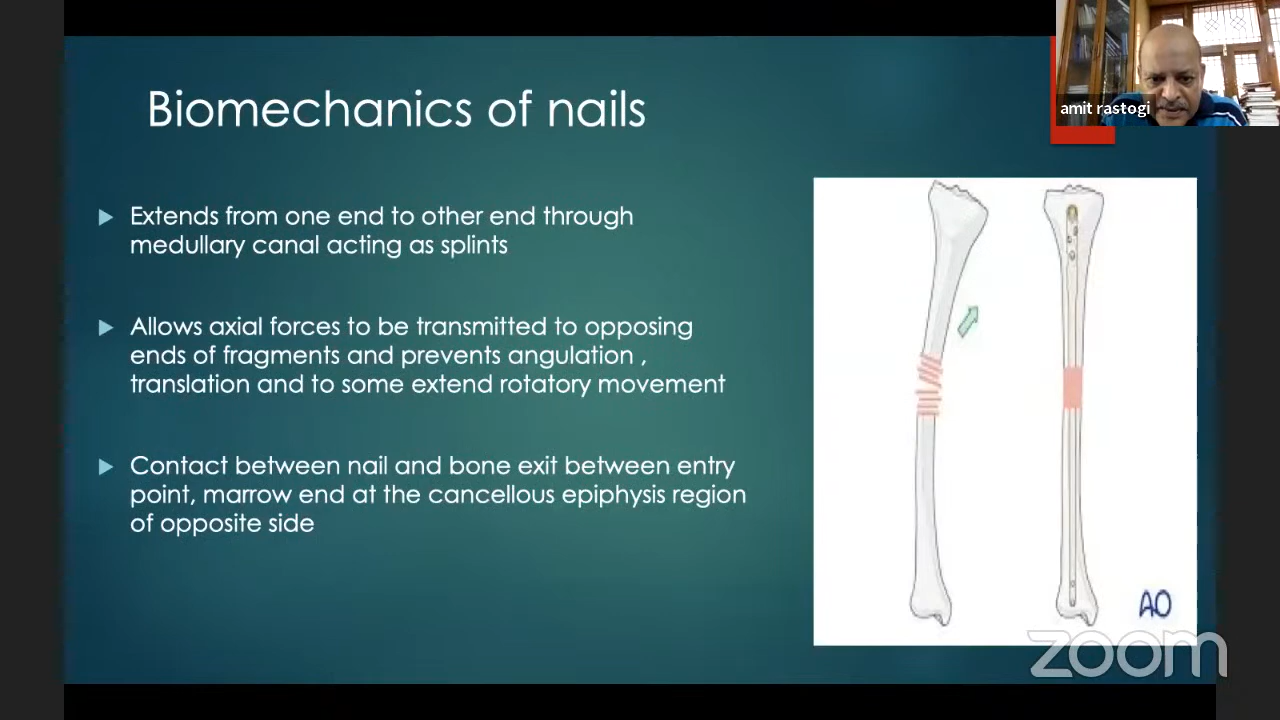 Biomechanics of nails
amit rastogi
Extends from one end to other end through
medullary canal acting as splints
Allows axial forces to be transmitted to opposing
ends of fragments and prevents angulation ,
translation and to some extend rotatory movement
Contact between nail and bone exit between entry
point, marrow end at the cancellous epiphysis region
of opposite side
AO
zoom